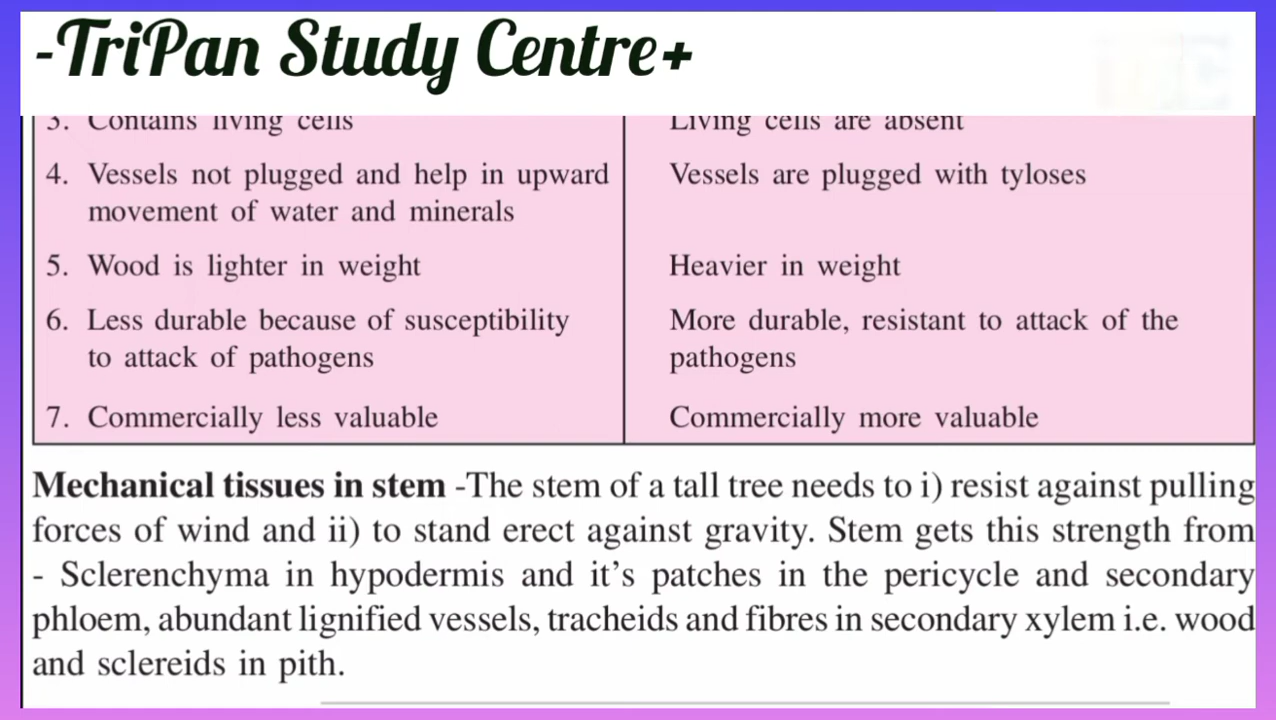 -TriPan Study Centre+
3. Contains living cells Living cells are absent
4. Vessels not plugged and help in upward Vessels are plugged with tyloses
movement of water and minerals
5. Wood is lighter in weight Heavier in weight
6. Less durable because of susceptibility More durable, resistant to attack of the
to attack of pathogens pathogens
7. Commercially less valuable Commercially more valuable
Mechanical tissues in stem -The stem of a tall tree needs to i) resist against pulling
forces of wind and ii) to stand erect against gravity. Stem gets this strength from
- Sclerenchyma in hypodermis and it's patches in the pericycle and secondary
phloem, abundant lignified vessels, tracheids and fibres in secondary xylem i.e. wood
and sclereids in pith.